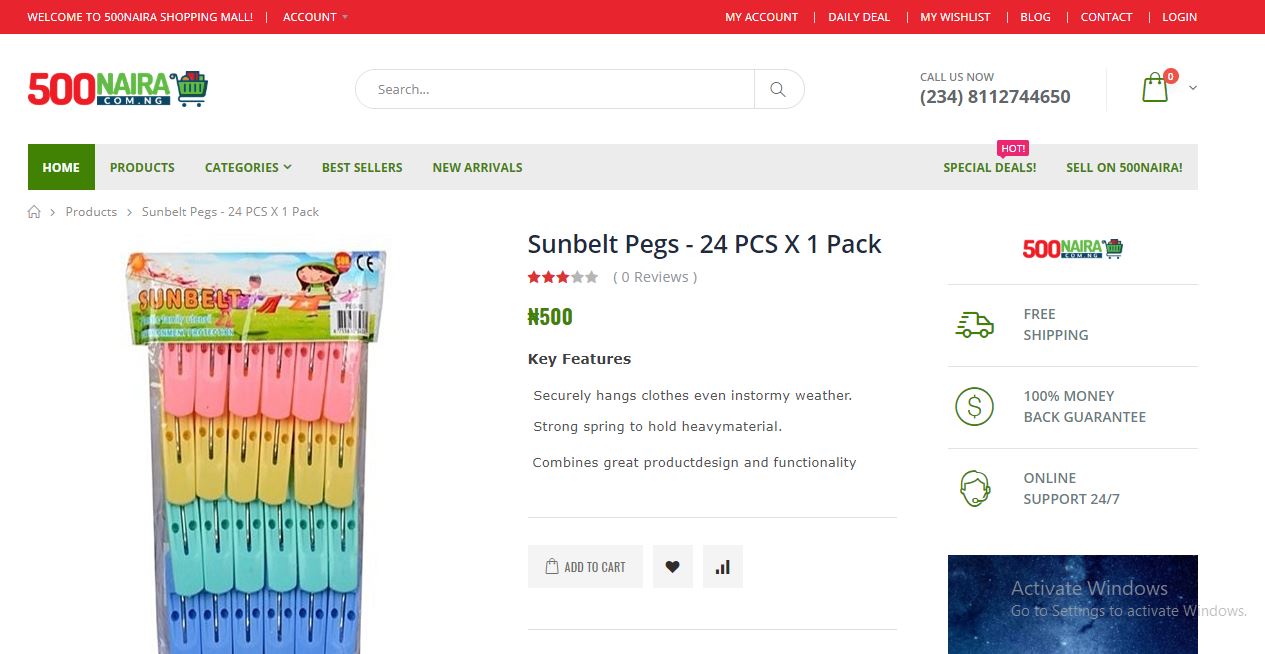 WELCOME TO 500NAIRA SHOPPING MALL!
ACCOUNT
MY ACCOUNT
DAILY DEAL
MY WISHLIST
BLOG
CONTACT
LOGIN
500NAIRA
COM.NG
Search...
CALL US NOW
(234) 8112744650
0
HOME
PRODUCTS
CATEGORIES
BEST SELLERS
NEW ARRIVALS
HOT!
SPECIAL DEALS!
SELL ON 500NAIRA!
Products
Sunbelt Pegs - 24 PCS X 1 Pack
CE
SUNBELT
family utensil
PROTECTION
Sunbelt Pegs - 24 PCS X 1 Pack
( 0 Reviews )
₦500
Key Features
Securely hangs clothes even instormy weather.
Strong spring to hold heavymaterial.
Combines great productdesign and functionality
ADD TO CART
500NAIRA
COM.NG
FREE
SHIPPING
100% MONEY
BACK GUARANTEE
ONLINE
SUPPORT 24/7
Activate Windows
Go to Settings to activate Windows.